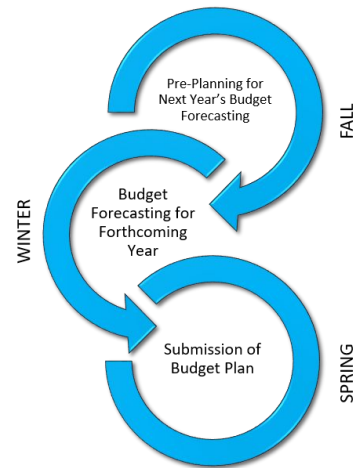 Pre-Planning for
Next Year's Budget
Forecasting
FALL
Budget
Forecasting for
Forthcoming
Year
WINTER
Submission of
Budget Plan
SPRING